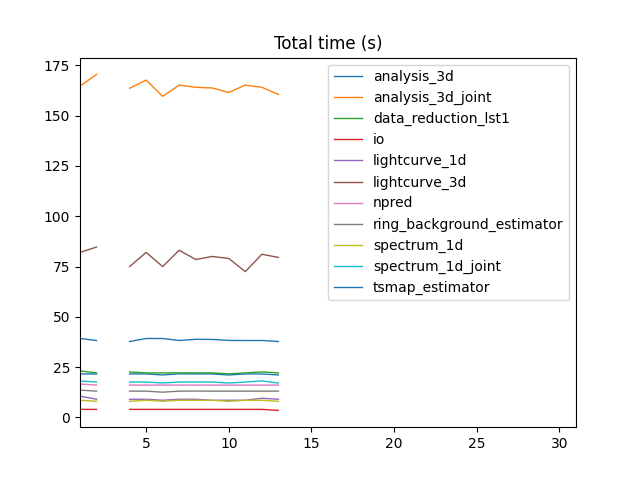 Total time (s)
175
150
125
100
75
50
25
0
analysis_3d
analysis_3d_joint
data_reduction_lst1
io
lightcurve_1d
lightcurve_3d
npred
ring_background_estimator
spectrum_1d
spectrum_1d_joint
tsmap_estimator
5 10 15 20 25 30